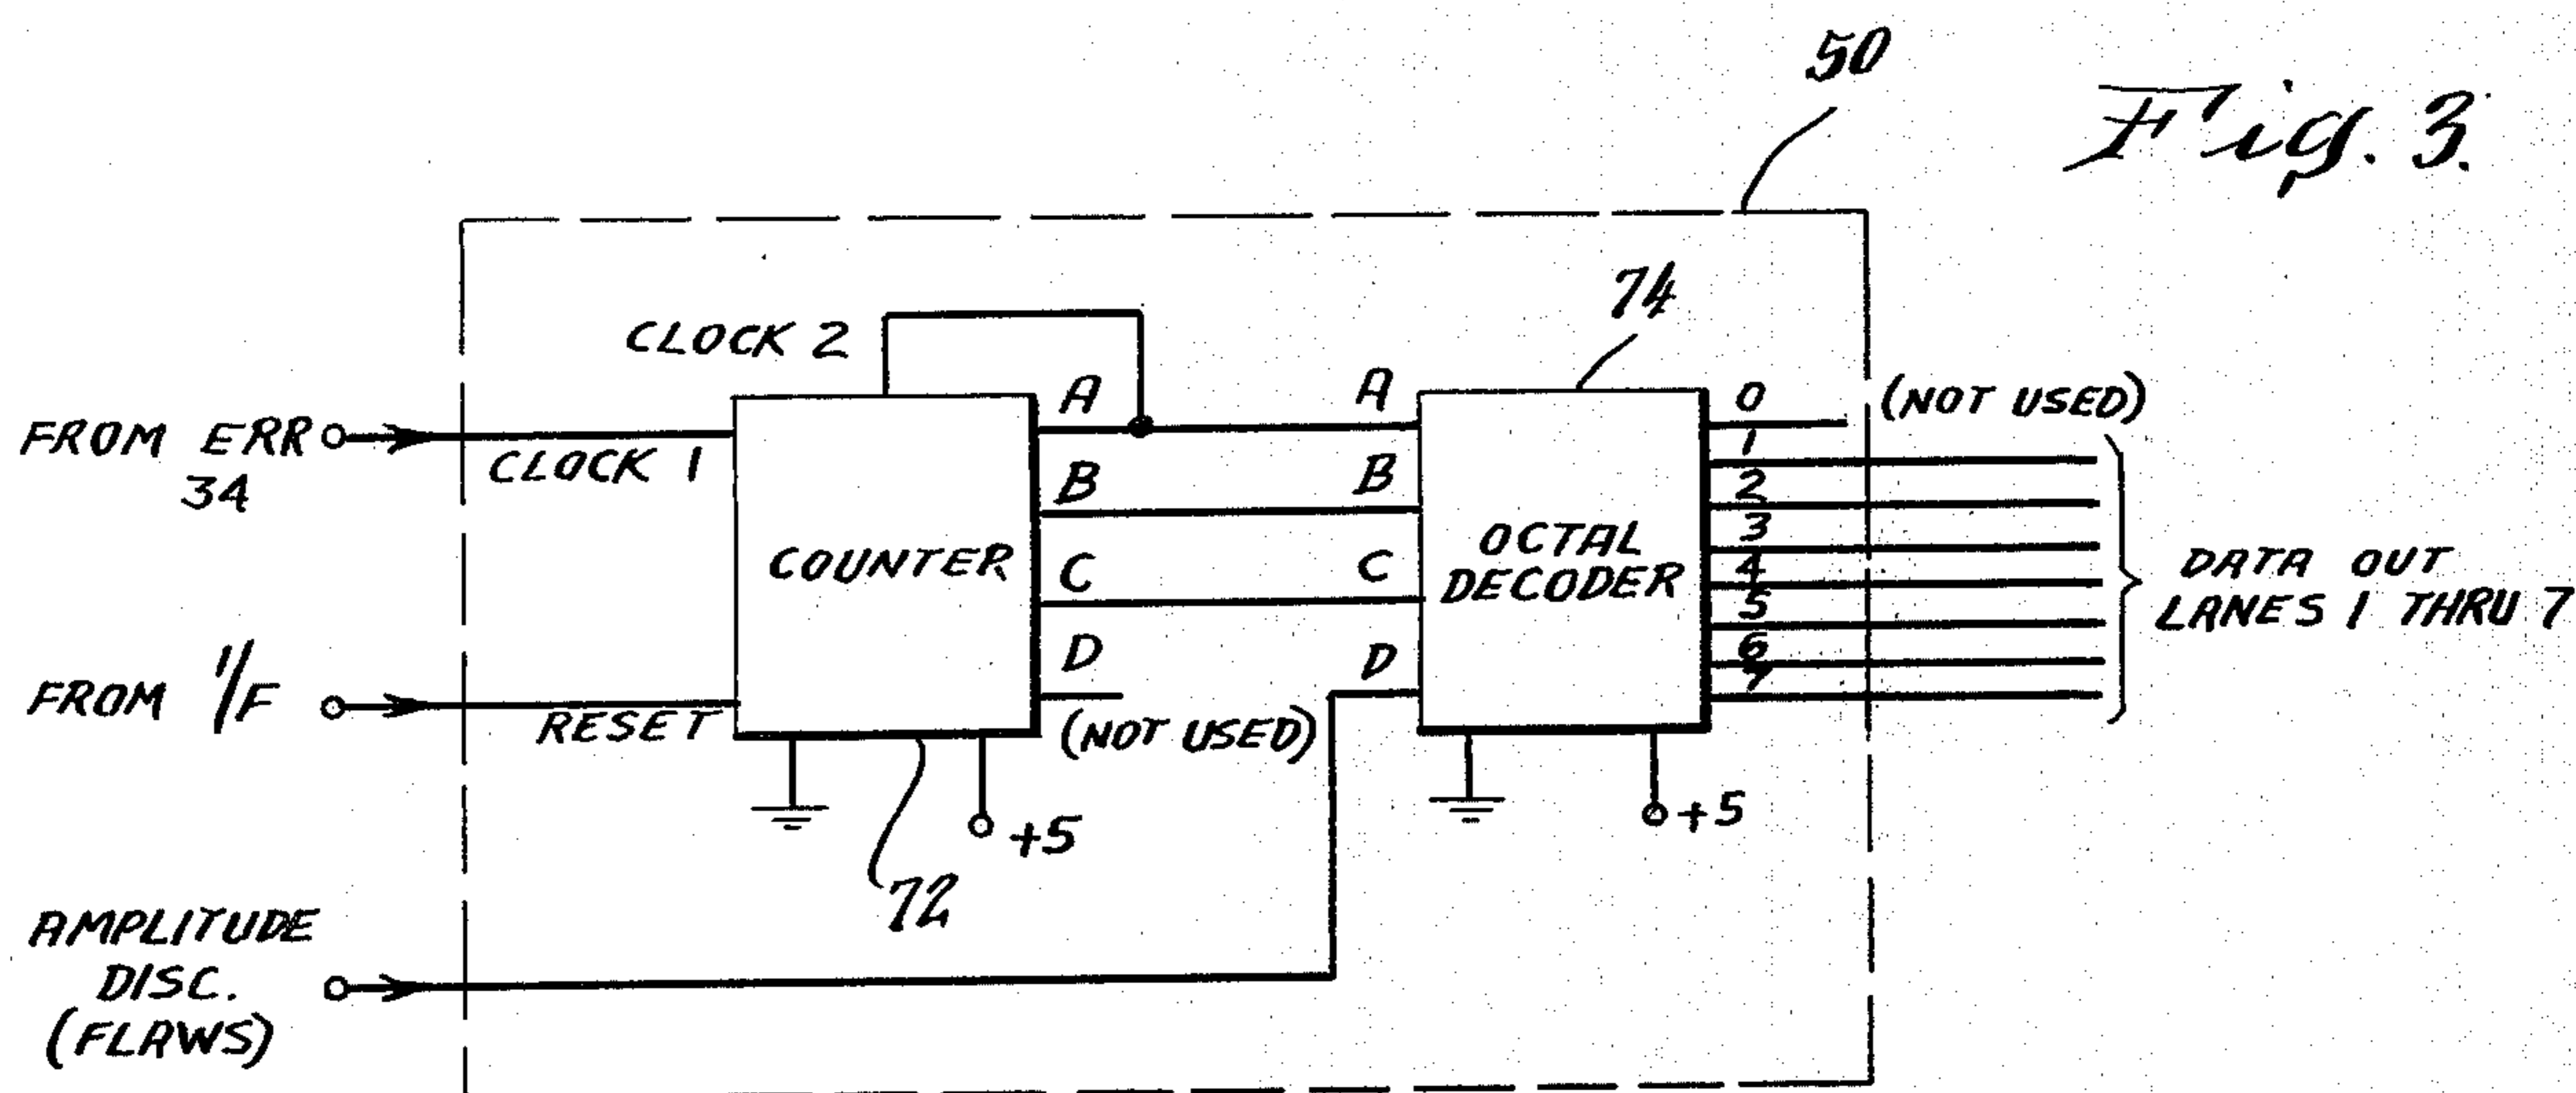 50
Fig. 3.
74
CLOCK 2
A
A
0
(NOT USED)
FROM ERR
34
CLOCK 1
1
B
B
2
3
COUNTER
C
C
OCTAL
DECODER
4
5
DATA OUT
LANES 1 THRU 7
D
D
6
7
FROM 1/F
RESET
(NOT USED)
+5
+5
72
AMPLITUDE
DISC.
(FLAWS)